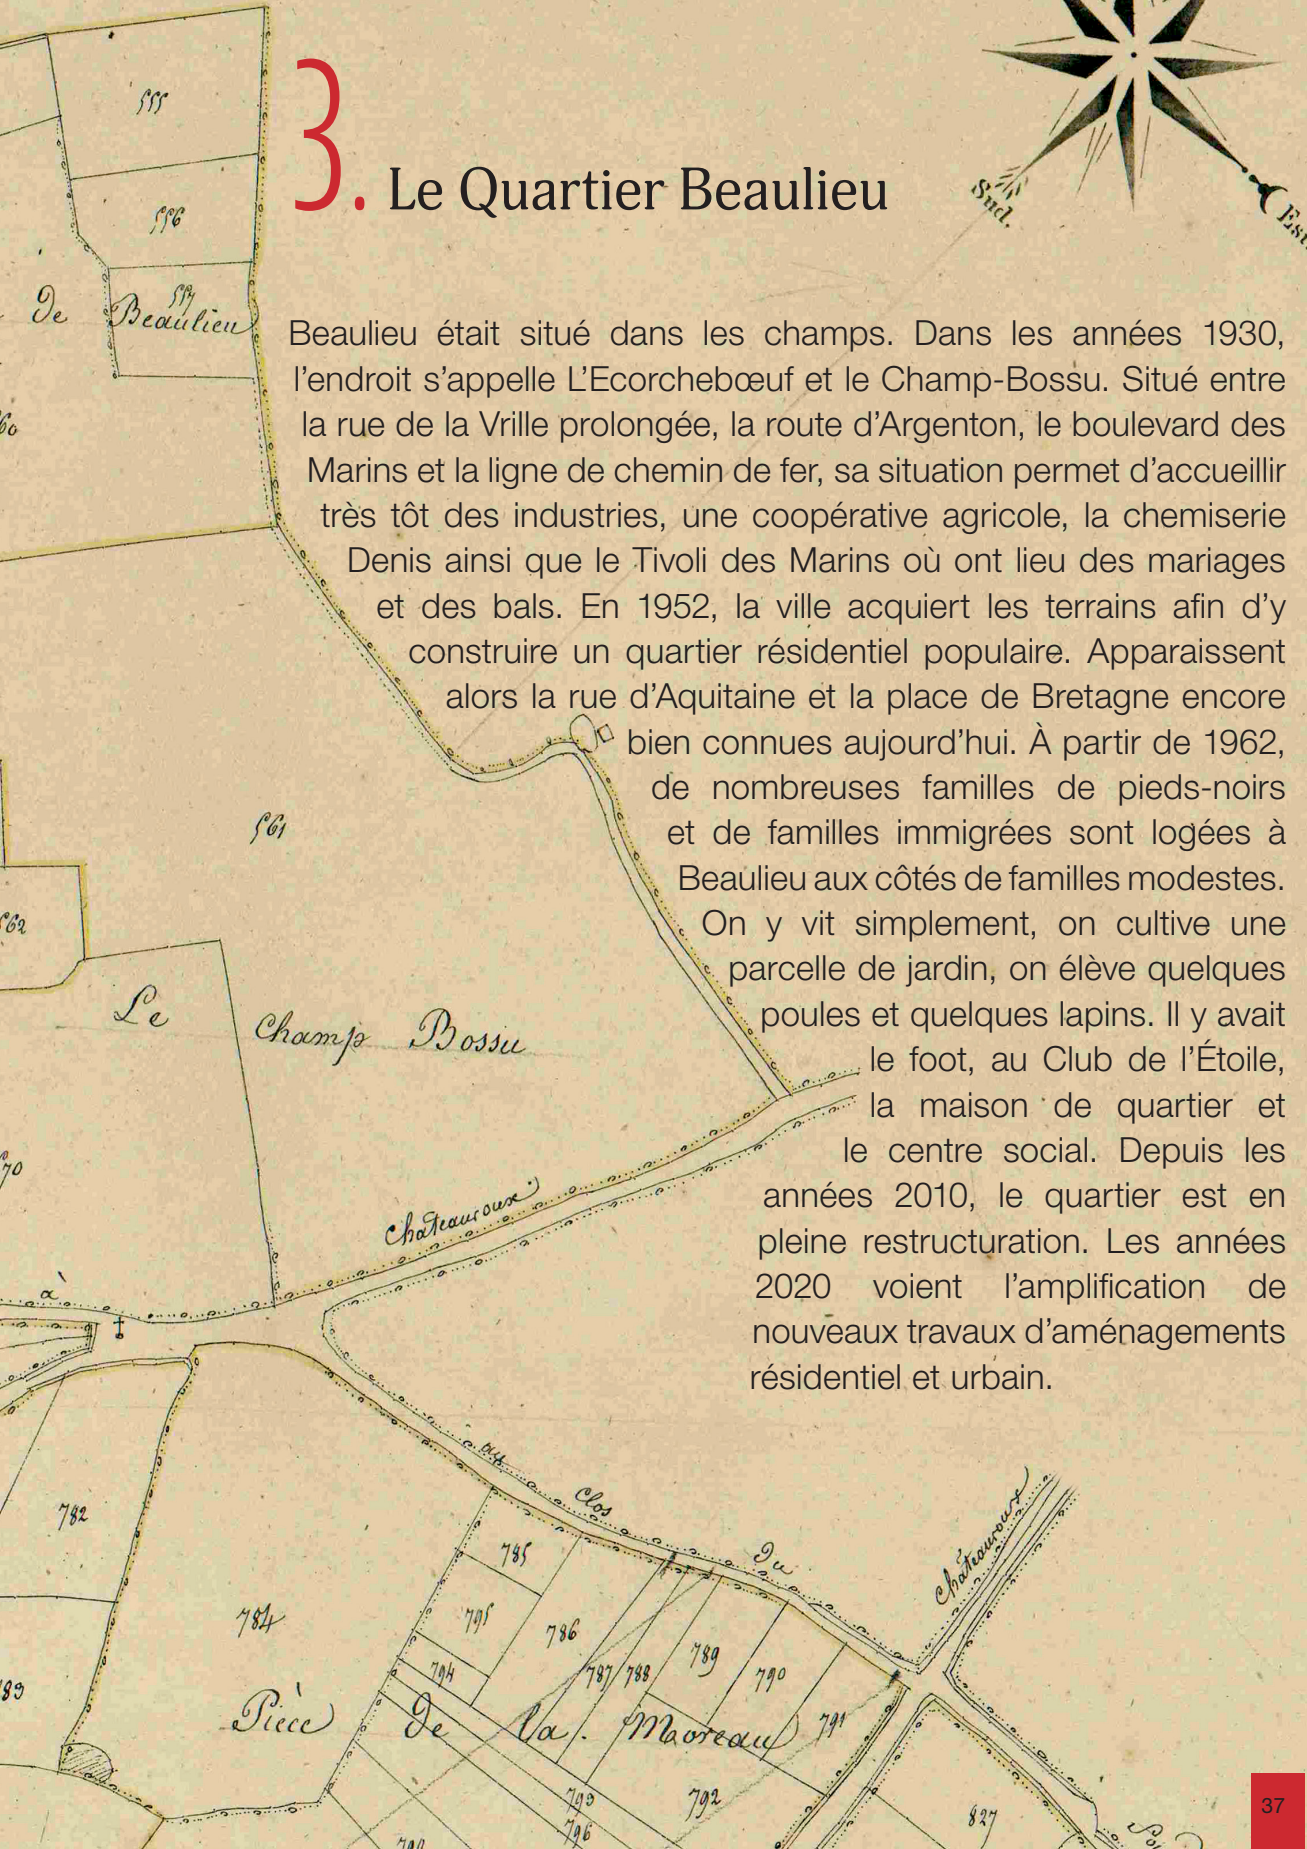 Sud.
Est
3. Le Quartier Beaulieu
555
556
557
de Beaulieu
Beaulieu était situé dans les champs. Dans les années 1930,
l'endroit s'appelle L'Ecorchebœuf et le Champ-Bossu. Situé entre
la rue de la Vrille prolongée, la route d'Argenton, le boulevard des
Marins et la ligne de chemin de fer, sa situation permet d'accueillir
très tôt des industries, une coopérative agricole, la chemiserie
Denis ainsi que le Tivoli des Marins où ont lieu des mariages
et des bals. En 1952, la ville acquiert les terrains afin d'y
construire un quartier résidentiel populaire. Apparaissent
alors la rue d'Aquitaine et la place de Bretagne encore
bien connues aujourd'hui. À partir de 1962,
de nombreuses familles de pieds-noirs
et de familles immigrées sont logées à
Beaulieu aux côtés de familles modestes.
On y vit simplement, on cultive une
parcelle de jardin, on élève quelques
poules et quelques lapins. Il y avait
le foot, au Club de l'Étoile,
la maison de quartier et
le centre social. Depuis les
années 2010, le quartier est en
pleine restructuration. Les années
2020 voient l'amplification de
nouveaux travaux d'aménagements
résidentiel et urbain.
561
562
Le Champ Bossu
70
à Chateauroux
au Clos du
Châteauroux
782
785
784
795
786
794
787
788
789
790
791
83
Pièce de la Moreau
793
792
796
827
37